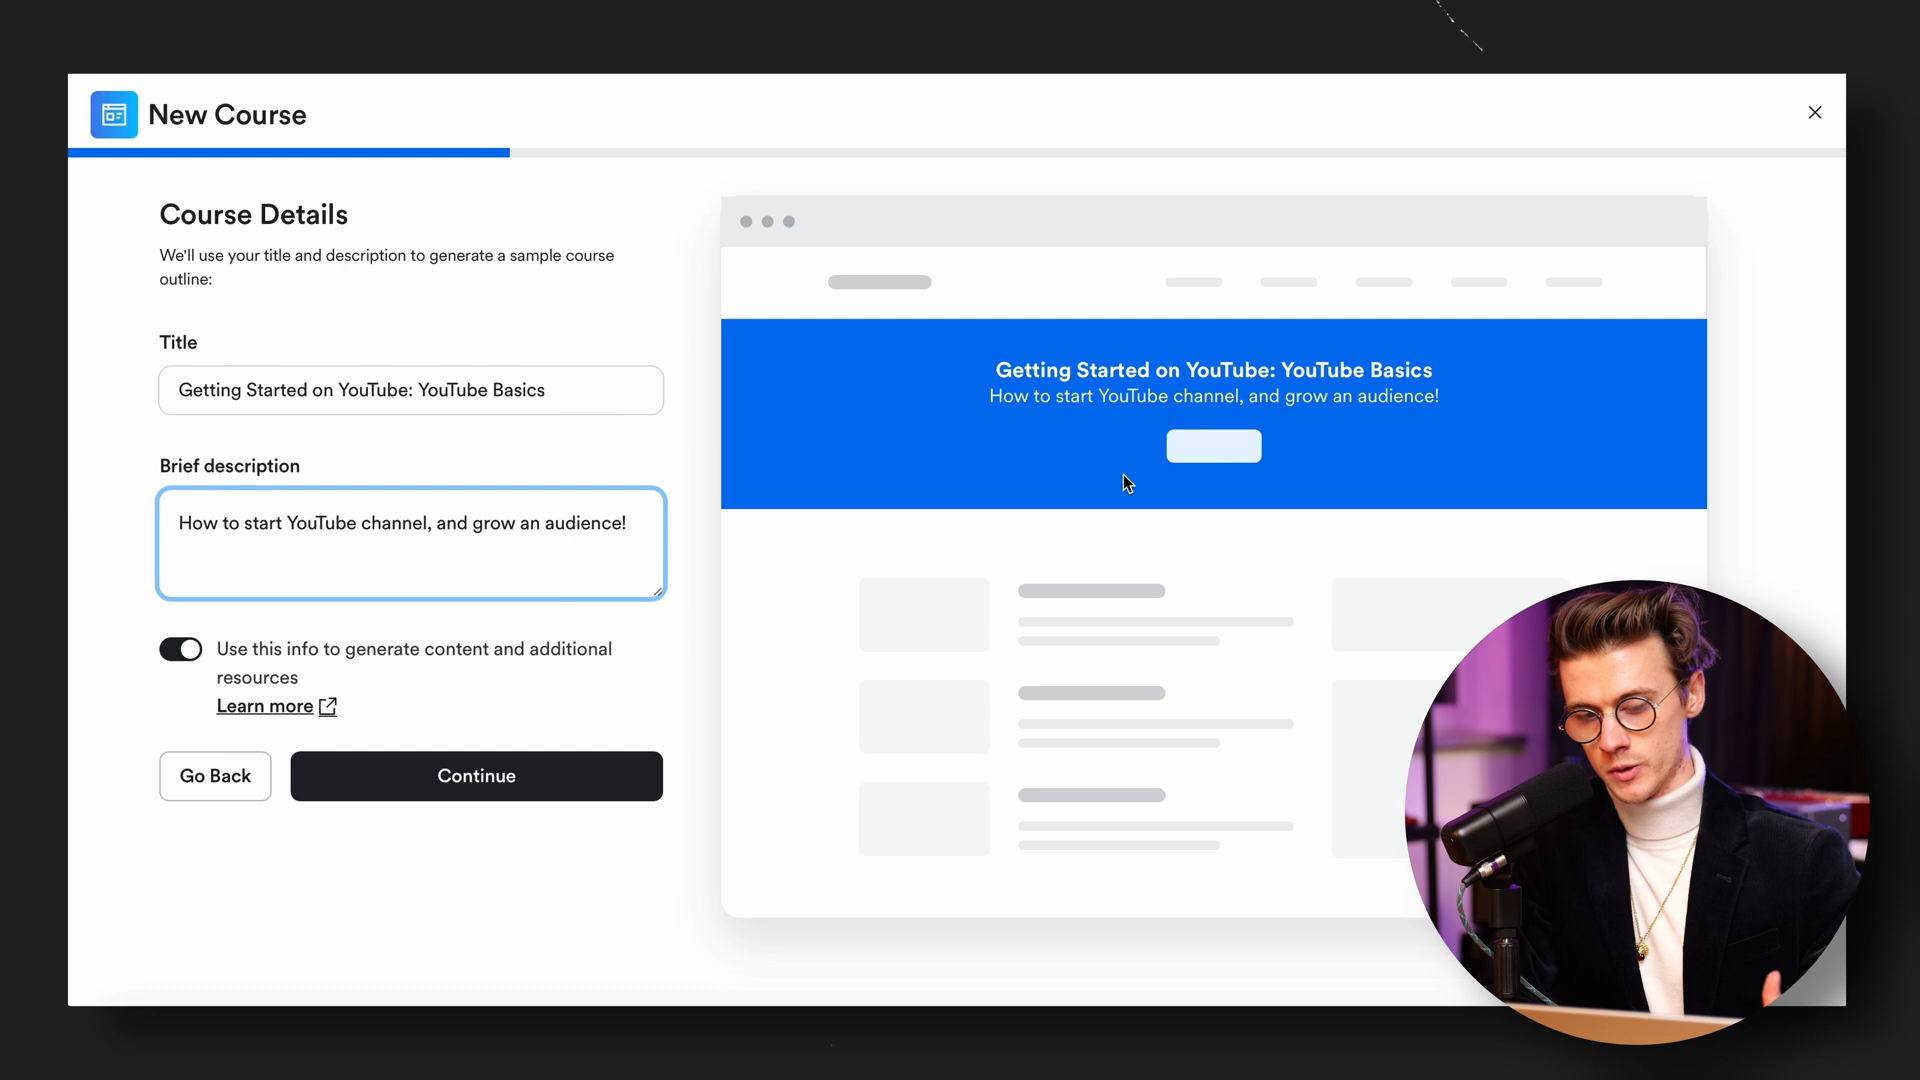 New Course
Course Details
We'll use your title and description to generate a sample course
outline:
Title
Getting Started on YouTube: YouTube Basics
Brief description
How to start YouTube channel, and grow an audience!
Use this info to generate content and additional
resources
Learn more
Go Back
Continue
Getting Started on YouTube: YouTube Basics
How to start YouTube channel, and grow an audience!